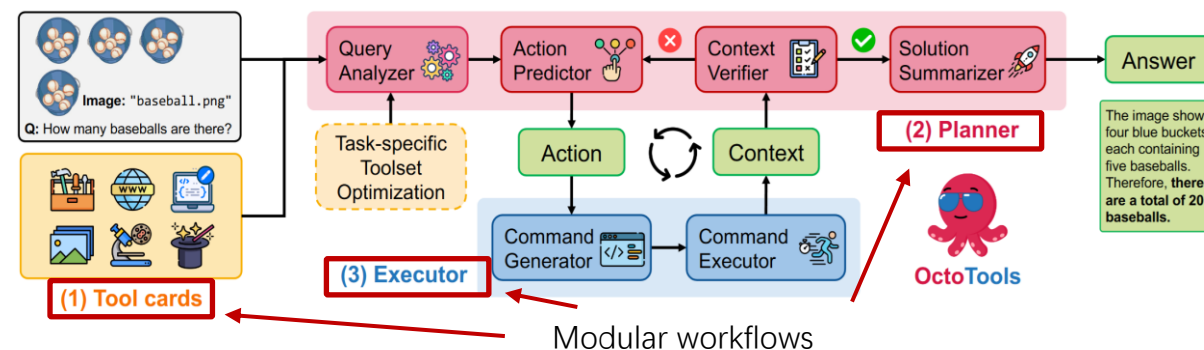 Image: "baseball.png"
Q: How many baseballs are there?
WWW
</>
(1) Tool cards
Query
Analyzer
Action
Predictor
Context
Verifier
Solution
Summarizer
Answer
Task-specific
Toolset
Optimization
Action
Context
(2) Planner
The image show
four blue buckets
each containing
five baseballs.
Therefore, there
are a total of 20
baseballs.
Command
Generator
</>
Command
Executor
(3) Executor
OctoTools
Modular workflows